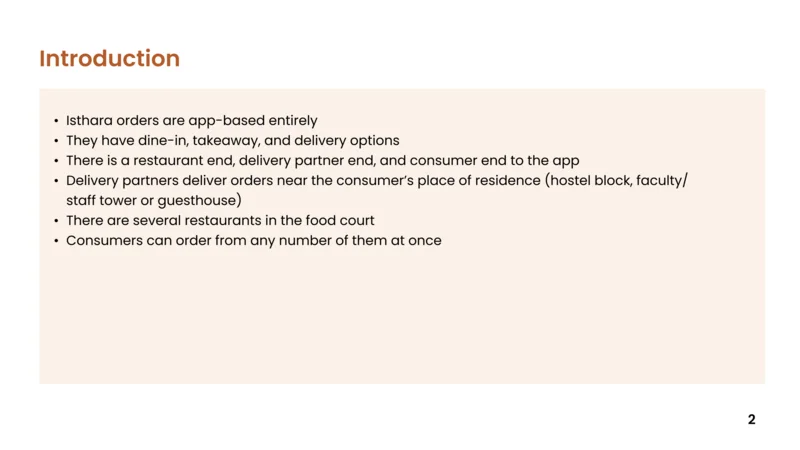 Introduction
• Isthara orders are app-based entirely
• They have dine-in, takeaway, and delivery options
• There is a restaurant end, delivery partner end, and consumer end to the app
• Delivery partners deliver orders near the consumer’s place of residence (hostel block, faculty/
staff tower or guesthouse)
• There are several restaurants in the food court
• Consumers can order from any number of them at once
2